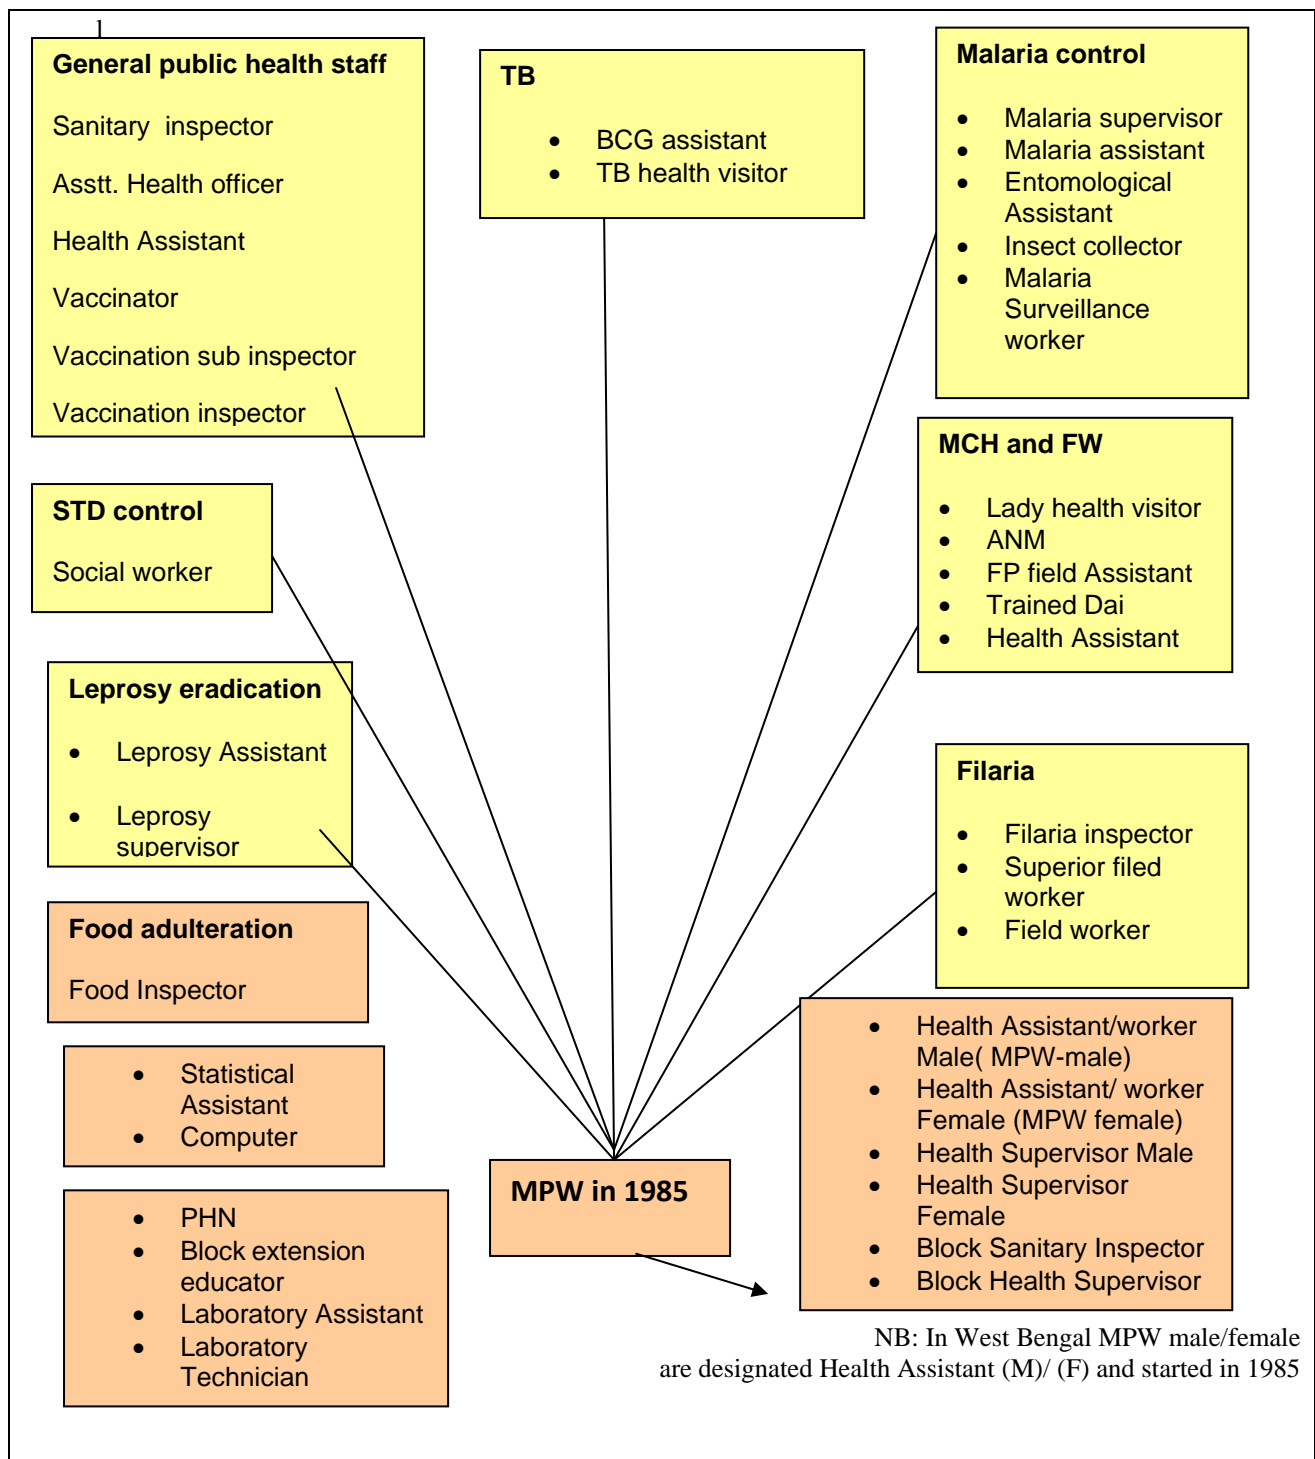 l
General public health staff
Sanitary inspector
Asstt. Health officer
Health Assistant
Vaccinator
Vaccination sub inspector
Vaccination inspector
TB
• BCG assistant
• TB health visitor
Malaria control
• Malaria supervisor
• Malaria assistant
• Entomological
Assistant
• Insect collector
• Malaria
Surveillance
worker
STD control
Social worker
MCH and FW
• Lady health visitor
• ANM
• FP field Assistant
• Trained Dai
• Health Assistant
Leprosy eradication
• Leprosy Assistant
• Leprosy
supervisor
Filaria
• Filaria inspector
• Superior filed
worker
• Field worker
Food adulteration
Food Inspector
• Statistical
Assistant
• Computer
• PHN
• Block extension
educator
• Laboratory Assistant
• Laboratory
Technician
MPW in 1985
• Health Assistant/worker
Male( MPW-male)
• Health Assistant/ worker
Female (MPW female)
• Health Supervisor Male
• Health Supervisor
Female
• Block Sanitary Inspector
• Block Health Supervisor
NB: In West Bengal MPW male/female
are designated Health Assistant (M)/ (F) and started in 1985